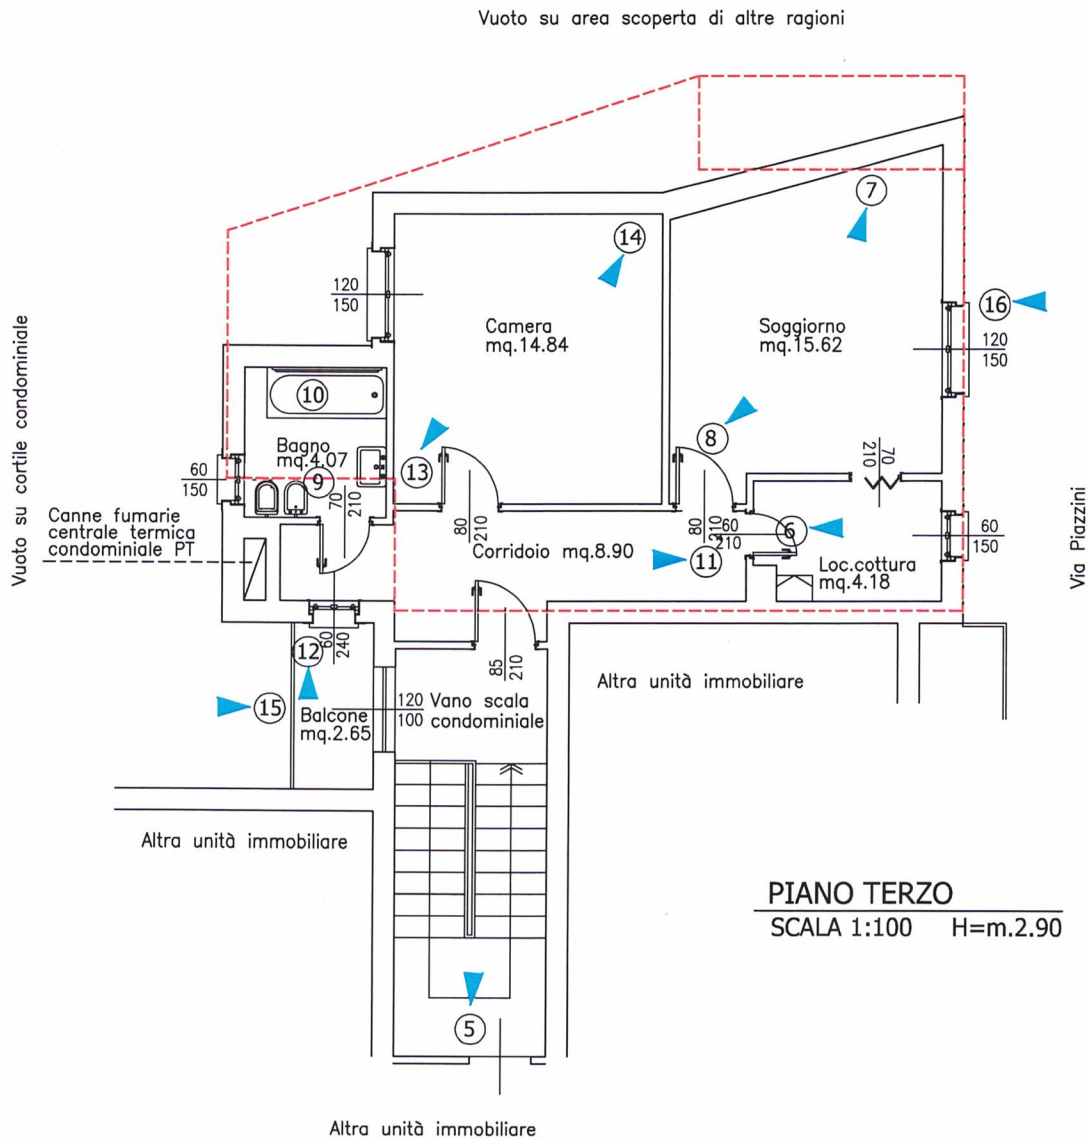 Vuoto su area scoperta di altre ragioni
7
14
16
120
150
Camera
mq.14.84
Soggiorno
mq.15.62
120
150
Vuoto su cortile condominiale
10
8
Bagno
mq.4.07
13
70
210
60
150
9
70
210
Canne fumarie
centrale termica
condominiale PT
80
210
80
210
60
210
6
60
150
Via Piazzini
Corridoio mq.8.90
11
Loc.cottura
mq.4.18
60
240
12
85
210
Altra unità immobiliare
15
Balcone
mq.2.65
120
100
Vano scala
condominiale
Altra unità immobiliare
PIANO TERZO
SCALA 1:100 H=m.2.90
5
Altra unità immobiliare